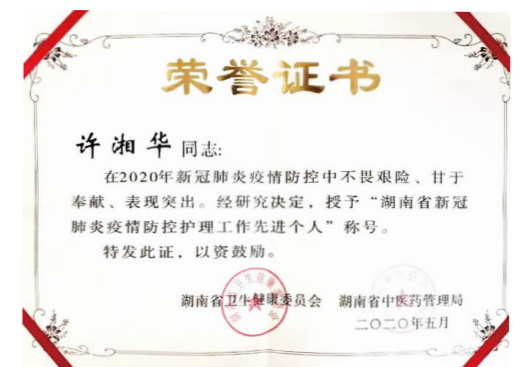 荣誉证书
许湘华 同志:
在2020年新冠肺炎疫情防控中不畏艰险、甘于
奉献、表现突出。经研究决定，授予“湖南省新冠
肺炎疫情防控护理工作先进个人”称号。
特发此证，以资鼓励。
湖南省卫生健康委员会 湖南省中医药管理局
二〇二〇年五月